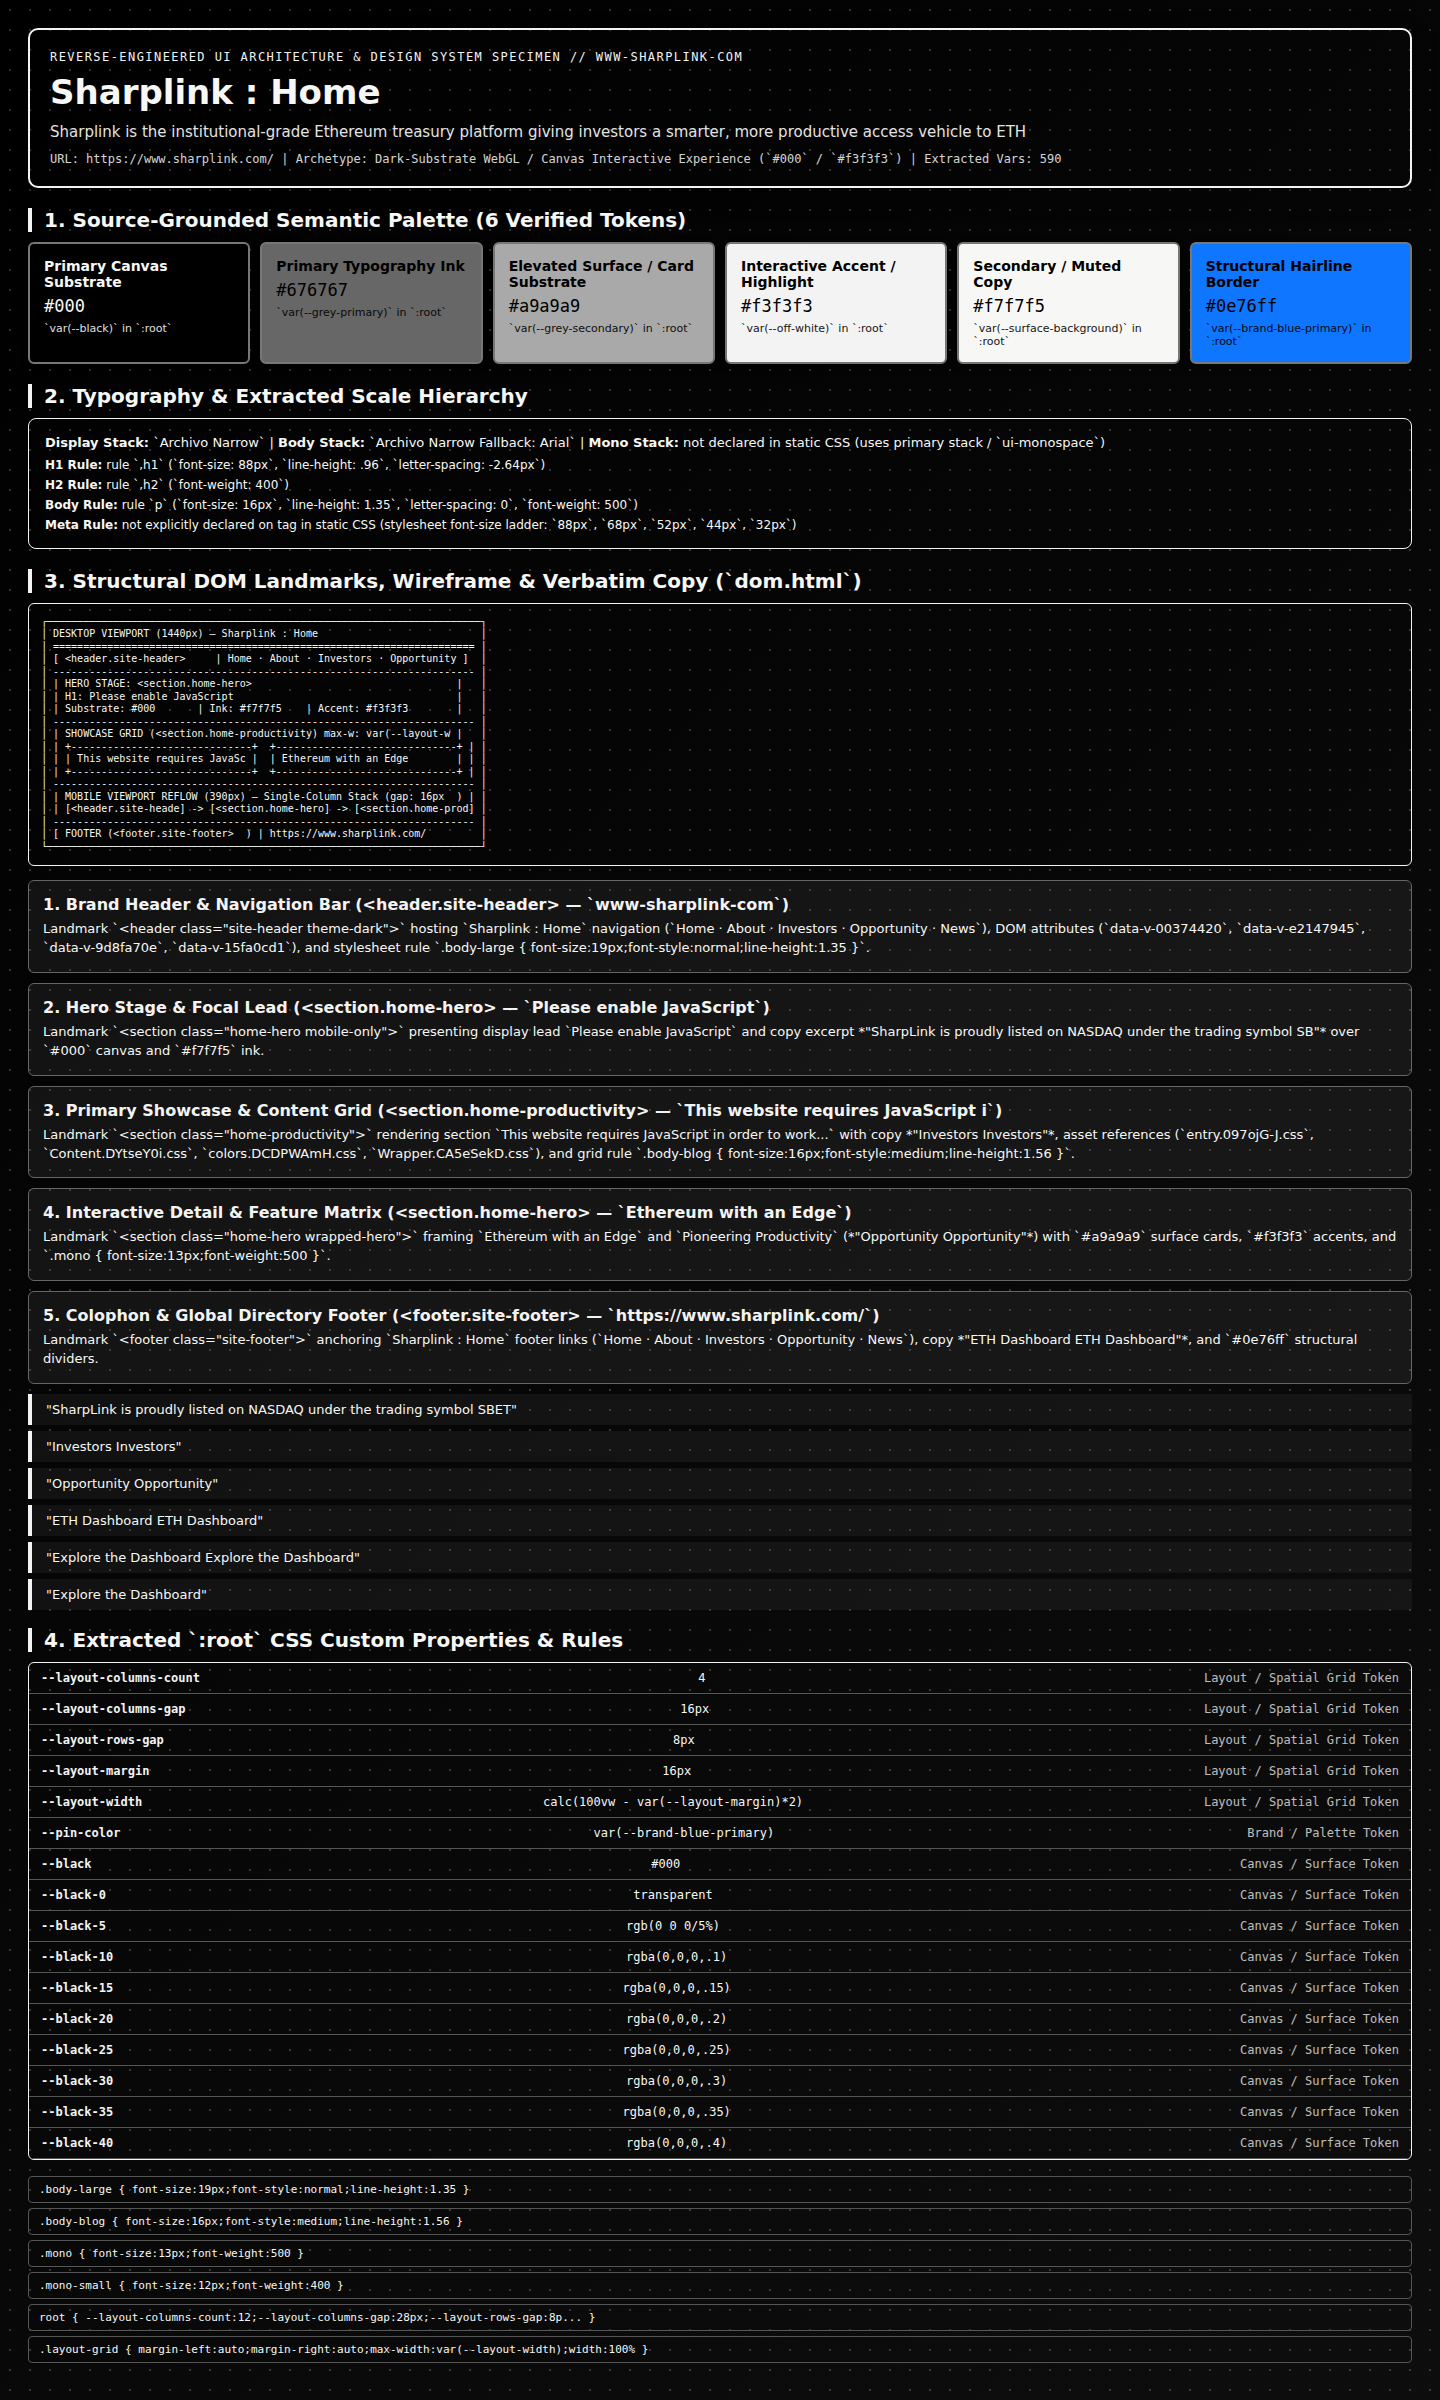 REVERSE-ENGINEERED UI ARCHITECTURE & DESIGN SYSTEM SPECIMEN // WWW-SHARPLINK-COM
Sharplink : Home
Sharplink is the institutional-grade Ethereum treasury platform giving investors a smarter, more productive access vehicle to ETH
URL: https://www.sharplink.com/ | Archetype: Dark-Substrate WebGL / Canvas Interactive Experience (`#000` / `#f3f3f3`) | Extracted Vars: 590
1. Source-Grounded Semantic Palette (6 Verified Tokens)
Primary Canvas
Substrate
#000
`var(--black)` in `:root`
Primary Typography Ink
#676767
`var(--grey-primary)` in `:root`
Elevated Surface / Card
Substrate
#a9a9a9
`var(--grey-secondary)` in `:root`
Interactive Accent /
Highlight
#f3f3f3
`var(--off-white)` in `:root`
Secondary / Muted
Copy
#f7f7f5
`var(--surface-background)` in
`:root`
Structural Hairline
Border
#0e76ff
`var(--brand-blue-primary)` in
`:root`
2. Typography & Extracted Scale Hierarchy
Display Stack: `Archivo Narrow` | Body Stack: `Archivo Narrow Fallback: Arial` | Mono Stack: not declared in static CSS (uses primary stack / `ui-monospace`)
H1 Rule: rule `,h1` (`font-size: 88px`, `line-height: .96`, `letter-spacing: -2.64px`)
H2 Rule: rule `,h2` (`font-weight: 400`)
Body Rule: rule `p` (`font-size: 16px`, `line-height: 1.35`, `letter-spacing: 0`, `font-weight: 500`)
Meta Rule: not explicitly declared on tag in static CSS (stylesheet font-size ladder: `88px`, `68px`, `52px`, `44px`, `32px`)
3. Structural DOM Landmarks, Wireframe & Verbatim Copy (`dom.html`)
DESKTOP VIEWPORT (1440px) — Sharplink : Home
======================================================================
[ <header.site-header>     | Home · About · Investors · Opportunity ]
----------------------------------------------------------------------
| HERO STAGE: <section.home-hero>                                  |
| H1: Please enable JavaScript                                     |
| Substrate: #000       | Ink: #f7f7f5    | Accent: #f3f3f3        |
----------------------------------------------------------------------
| SHOWCASE GRID (<section.home-productivity) max-w: var(--layout-w |
| +------------------------------+  +------------------------------+ |
| | This website requires JavaSc |  | Ethereum with an Edge        | |
| +------------------------------+  +------------------------------+ |
----------------------------------------------------------------------
| MOBILE VIEWPORT REFLOW (390px) — Single-Column Stack (gap: 16px  ) |
| [<header.site-heade] -> [<section.home-hero] -> [<section.home-prod]
----------------------------------------------------------------------
[ FOOTER (<footer.site-footer>  ) | https://www.sharplink.com/
1. Brand Header & Navigation Bar (<header.site-header> — `www-sharplink-com`)
Landmark `<header class="site-header theme-dark">` hosting `Sharplink : Home` navigation (`Home · About · Investors · Opportunity · News`), DOM attributes (`data-v-00374420`, `data-v-e2147945`,
`data-v-9d8fa70e`, `data-v-15fa0cd1`), and stylesheet rule `.body-large { font-size:19px;font-style:normal;line-height:1.35 }`.
2. Hero Stage & Focal Lead (<section.home-hero> — `Please enable JavaScript`)
Landmark `<section class="home-hero mobile-only">` presenting display lead `Please enable JavaScript` and copy excerpt *"SharpLink is proudly listed on NASDAQ under the trading symbol SB"* over
`#000` canvas and `#f7f7f5` ink.
3. Primary Showcase & Content Grid (<section.home-productivity> — `This website requires JavaScript i`)
Landmark `<section class="home-productivity">` rendering section `This website requires JavaScript in order to work...` with copy *"Investors Investors"*, asset references (`entry.097ojG-J.css`,
`Content.DYtseY0i.css`, `colors.DCDPWAmH.css`, `Wrapper.CA5eSekD.css`), and grid rule `.body-blog { font-size:16px;font-style:medium;line-height:1.56 }`.
4. Interactive Detail & Feature Matrix (<section.home-hero> — `Ethereum with an Edge`)
Landmark `<section class="home-hero wrapped-hero">` framing `Ethereum with an Edge` and `Pioneering Productivity` (*"Opportunity Opportunity"*) with `#a9a9a9` surface cards, `#f3f3f3` accents, and
`.mono { font-size:13px;font-weight:500 }`.
5. Colophon & Global Directory Footer (<footer.site-footer> — `https://www.sharplink.com/`)
Landmark `<footer class="site-footer">` anchoring `Sharplink : Home` footer links (`Home · About · Investors · Opportunity · News`), copy *"ETH Dashboard ETH Dashboard"*, and `#0e76ff` structural
dividers.
"SharpLink is proudly listed on NASDAQ under the trading symbol SBET"
"Investors Investors"
"Opportunity Opportunity"
"ETH Dashboard ETH Dashboard"
"Explore the Dashboard Explore the Dashboard"
"Explore the Dashboard"
4. Extracted `:root` CSS Custom Properties & Rules
--layout-columns-count 4 Layout / Spatial Grid Token
--layout-columns-gap 16px Layout / Spatial Grid Token
--layout-rows-gap 8px Layout / Spatial Grid Token
--layout-margin 16px Layout / Spatial Grid Token
--layout-width calc(100vw - var(--layout-margin)*2) Layout / Spatial Grid Token
--pin-color var(--brand-blue-primary) Brand / Palette Token
--black #000 Canvas / Surface Token
--black-0 transparent Canvas / Surface Token
--black-5 rgb(0 0 0/5%) Canvas / Surface Token
--black-10 rgba(0,0,0,.1) Canvas / Surface Token
--black-15 rgba(0,0,0,.15) Canvas / Surface Token
--black-20 rgba(0,0,0,.2) Canvas / Surface Token
--black-25 rgba(0,0,0,.25) Canvas / Surface Token
--black-30 rgba(0,0,0,.3) Canvas / Surface Token
--black-35 rgba(0,0,0,.35) Canvas / Surface Token
--black-40 rgba(0,0,0,.4) Canvas / Surface Token
.body-large { font-size:19px;font-style:normal;line-height:1.35 }
.body-blog { font-size:16px;font-style:medium;line-height:1.56 }
.mono { font-size:13px;font-weight:500 }
.mono-small { font-size:12px;font-weight:400 }
root { --layout-columns-count:12;--layout-columns-gap:28px;--layout-rows-gap:8p... }
.layout-grid { margin-left:auto;margin-right:auto;max-width:var(--layout-width);width:100% }